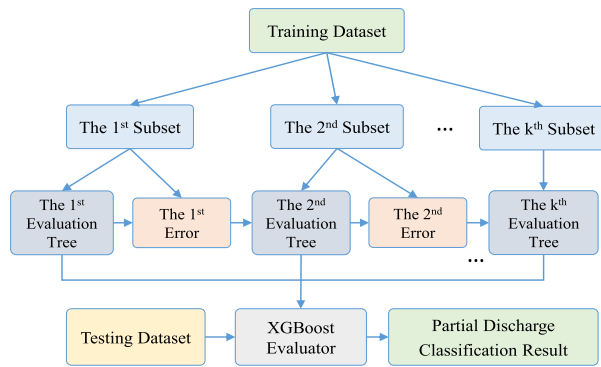 Training Dataset
The 1st Subset
The 2nd Subset
...
The kth Subset
The 1st
Evaluation
Tree
The 1st
Error
The 2nd
Evaluation
Tree
The 2nd
Error
The kth
Evaluation
Tree
...
Testing Dataset
XGBoost
Evaluator
Partial Discharge
Classification Result